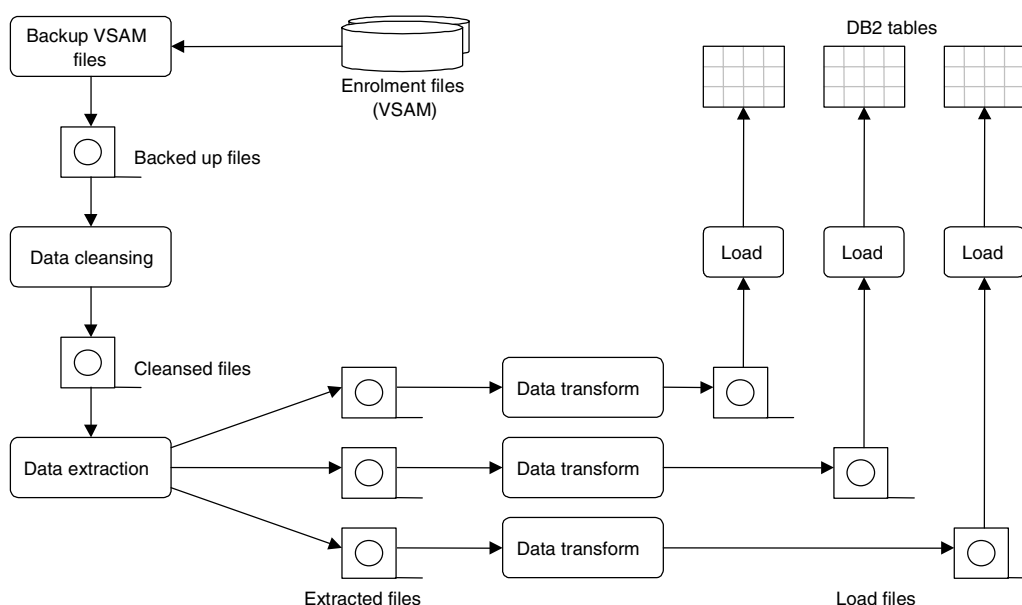 Backup VSAM
files
Enrolment files
(VSAM)
DB2 tables
Backed up files
Data cleansing
Load
Load
Load
Cleansed files
Data transform
Data extraction
Data transform
Data transform
Extracted files
Load files